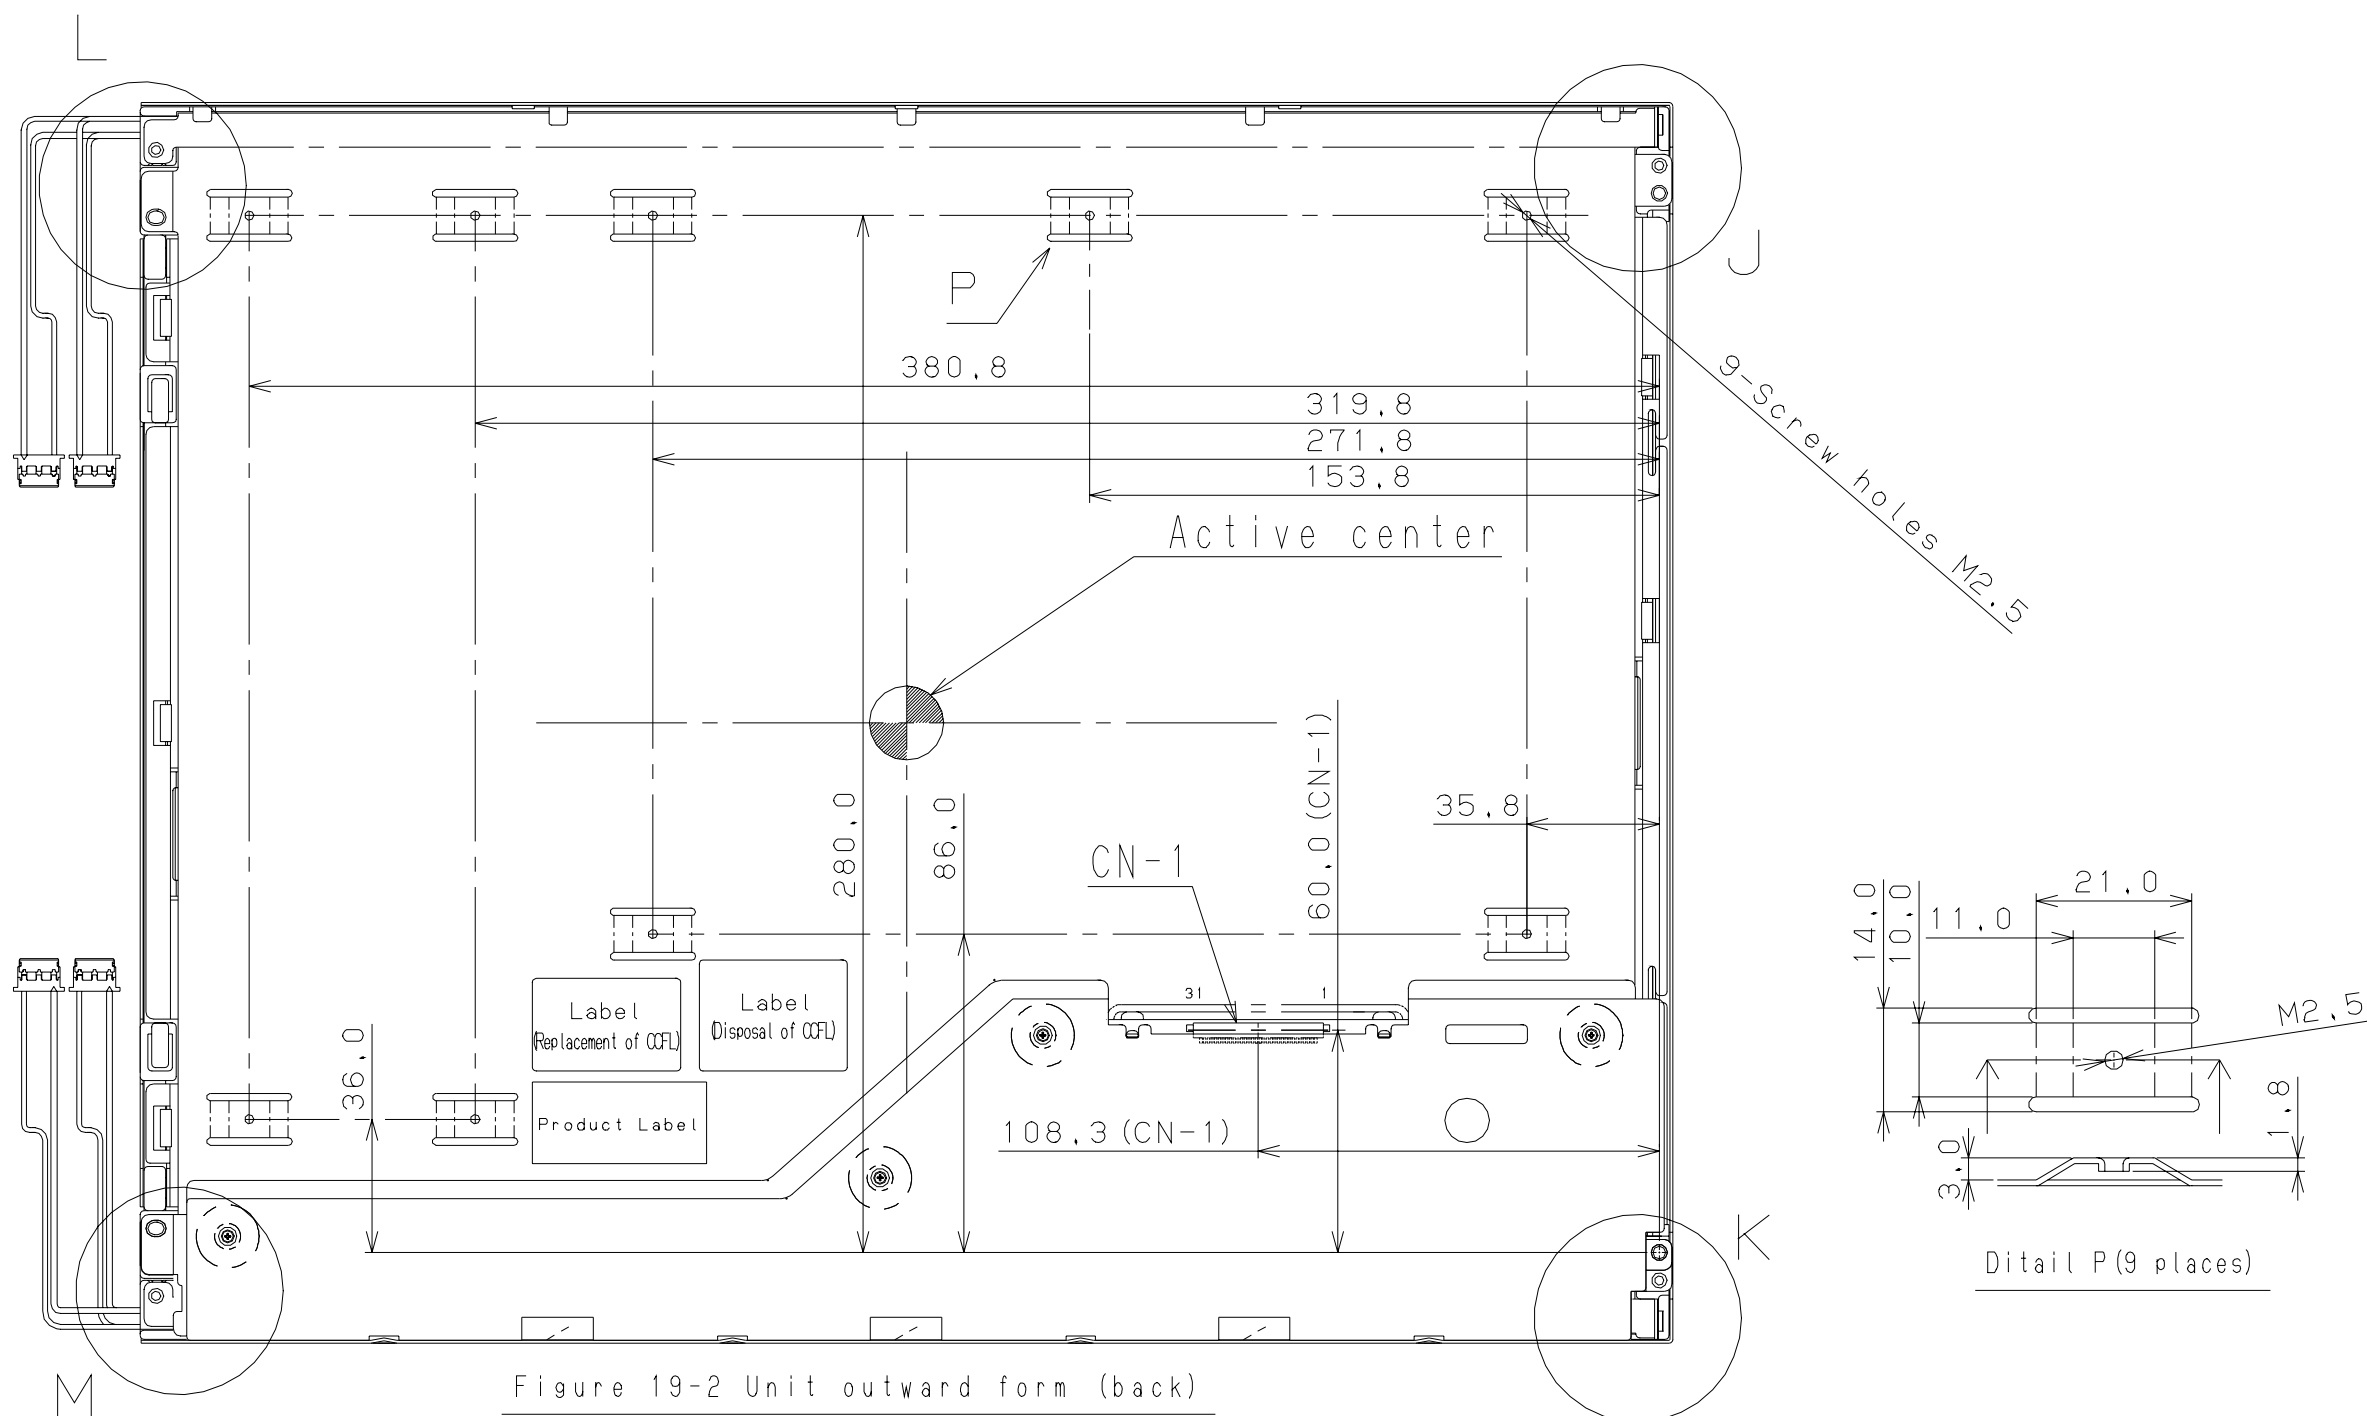 L
J
P
380.8
319.8
271.8
153.8
9-Screw holes M2.5
Active center
280.0
86.0
60.0(CN-1)
35.8
CN-1
31
1
Label
(Replacement of CCFL)
Label
(Disposal of CCFL)
Product Label
36.0
108.3(CN-1)
14.0
10.0
21.0
11.0
M2.5
1.8
3.0
K
Ditail P(9 places)
M
Figure 19-2 Unit outward form (back)